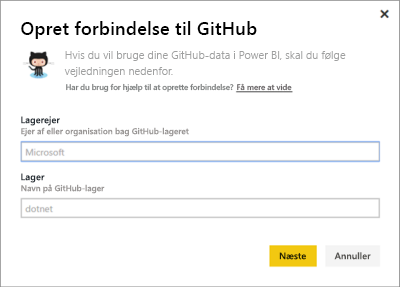 Opret forbindelse til GitHub
Hvis du vil bruge dine GitHub-data i Power BI, skal du følge
vejledningen nedenfor.
Har du brug for hjælp til at oprette forbindelse? Få mere at vide
Lagerejer
Ejer af eller organisation bag GitHub-lageret
Microsoft
Lager
Navn på GitHub-lager
dotnet
Næste
Annuller